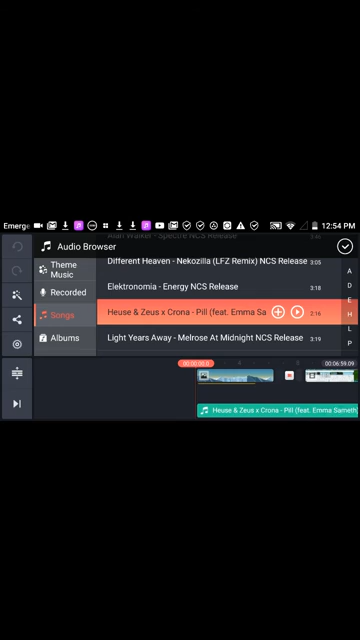 Emerge
12:54 PM
Audio Browser
Alan Walker - Spectre NCS Release 3:46
Theme Music
Different Heaven - Nekozilla (LFZ Remix) NCS Release 3:05
A
D
Recorded
Elektronomia - Energy NCS Release 3:18
E
Songs
Heuse & Zeus x Crona - Pill (feat. Emma Sa 2:16
H
L
Albums
Light Years Away - Melrose At Midnight NCS Release 3:19
P
00:00:00:0
00:06:59:09
Heuse & Zeus x Crona - Pill (feat. Emma Sameth)